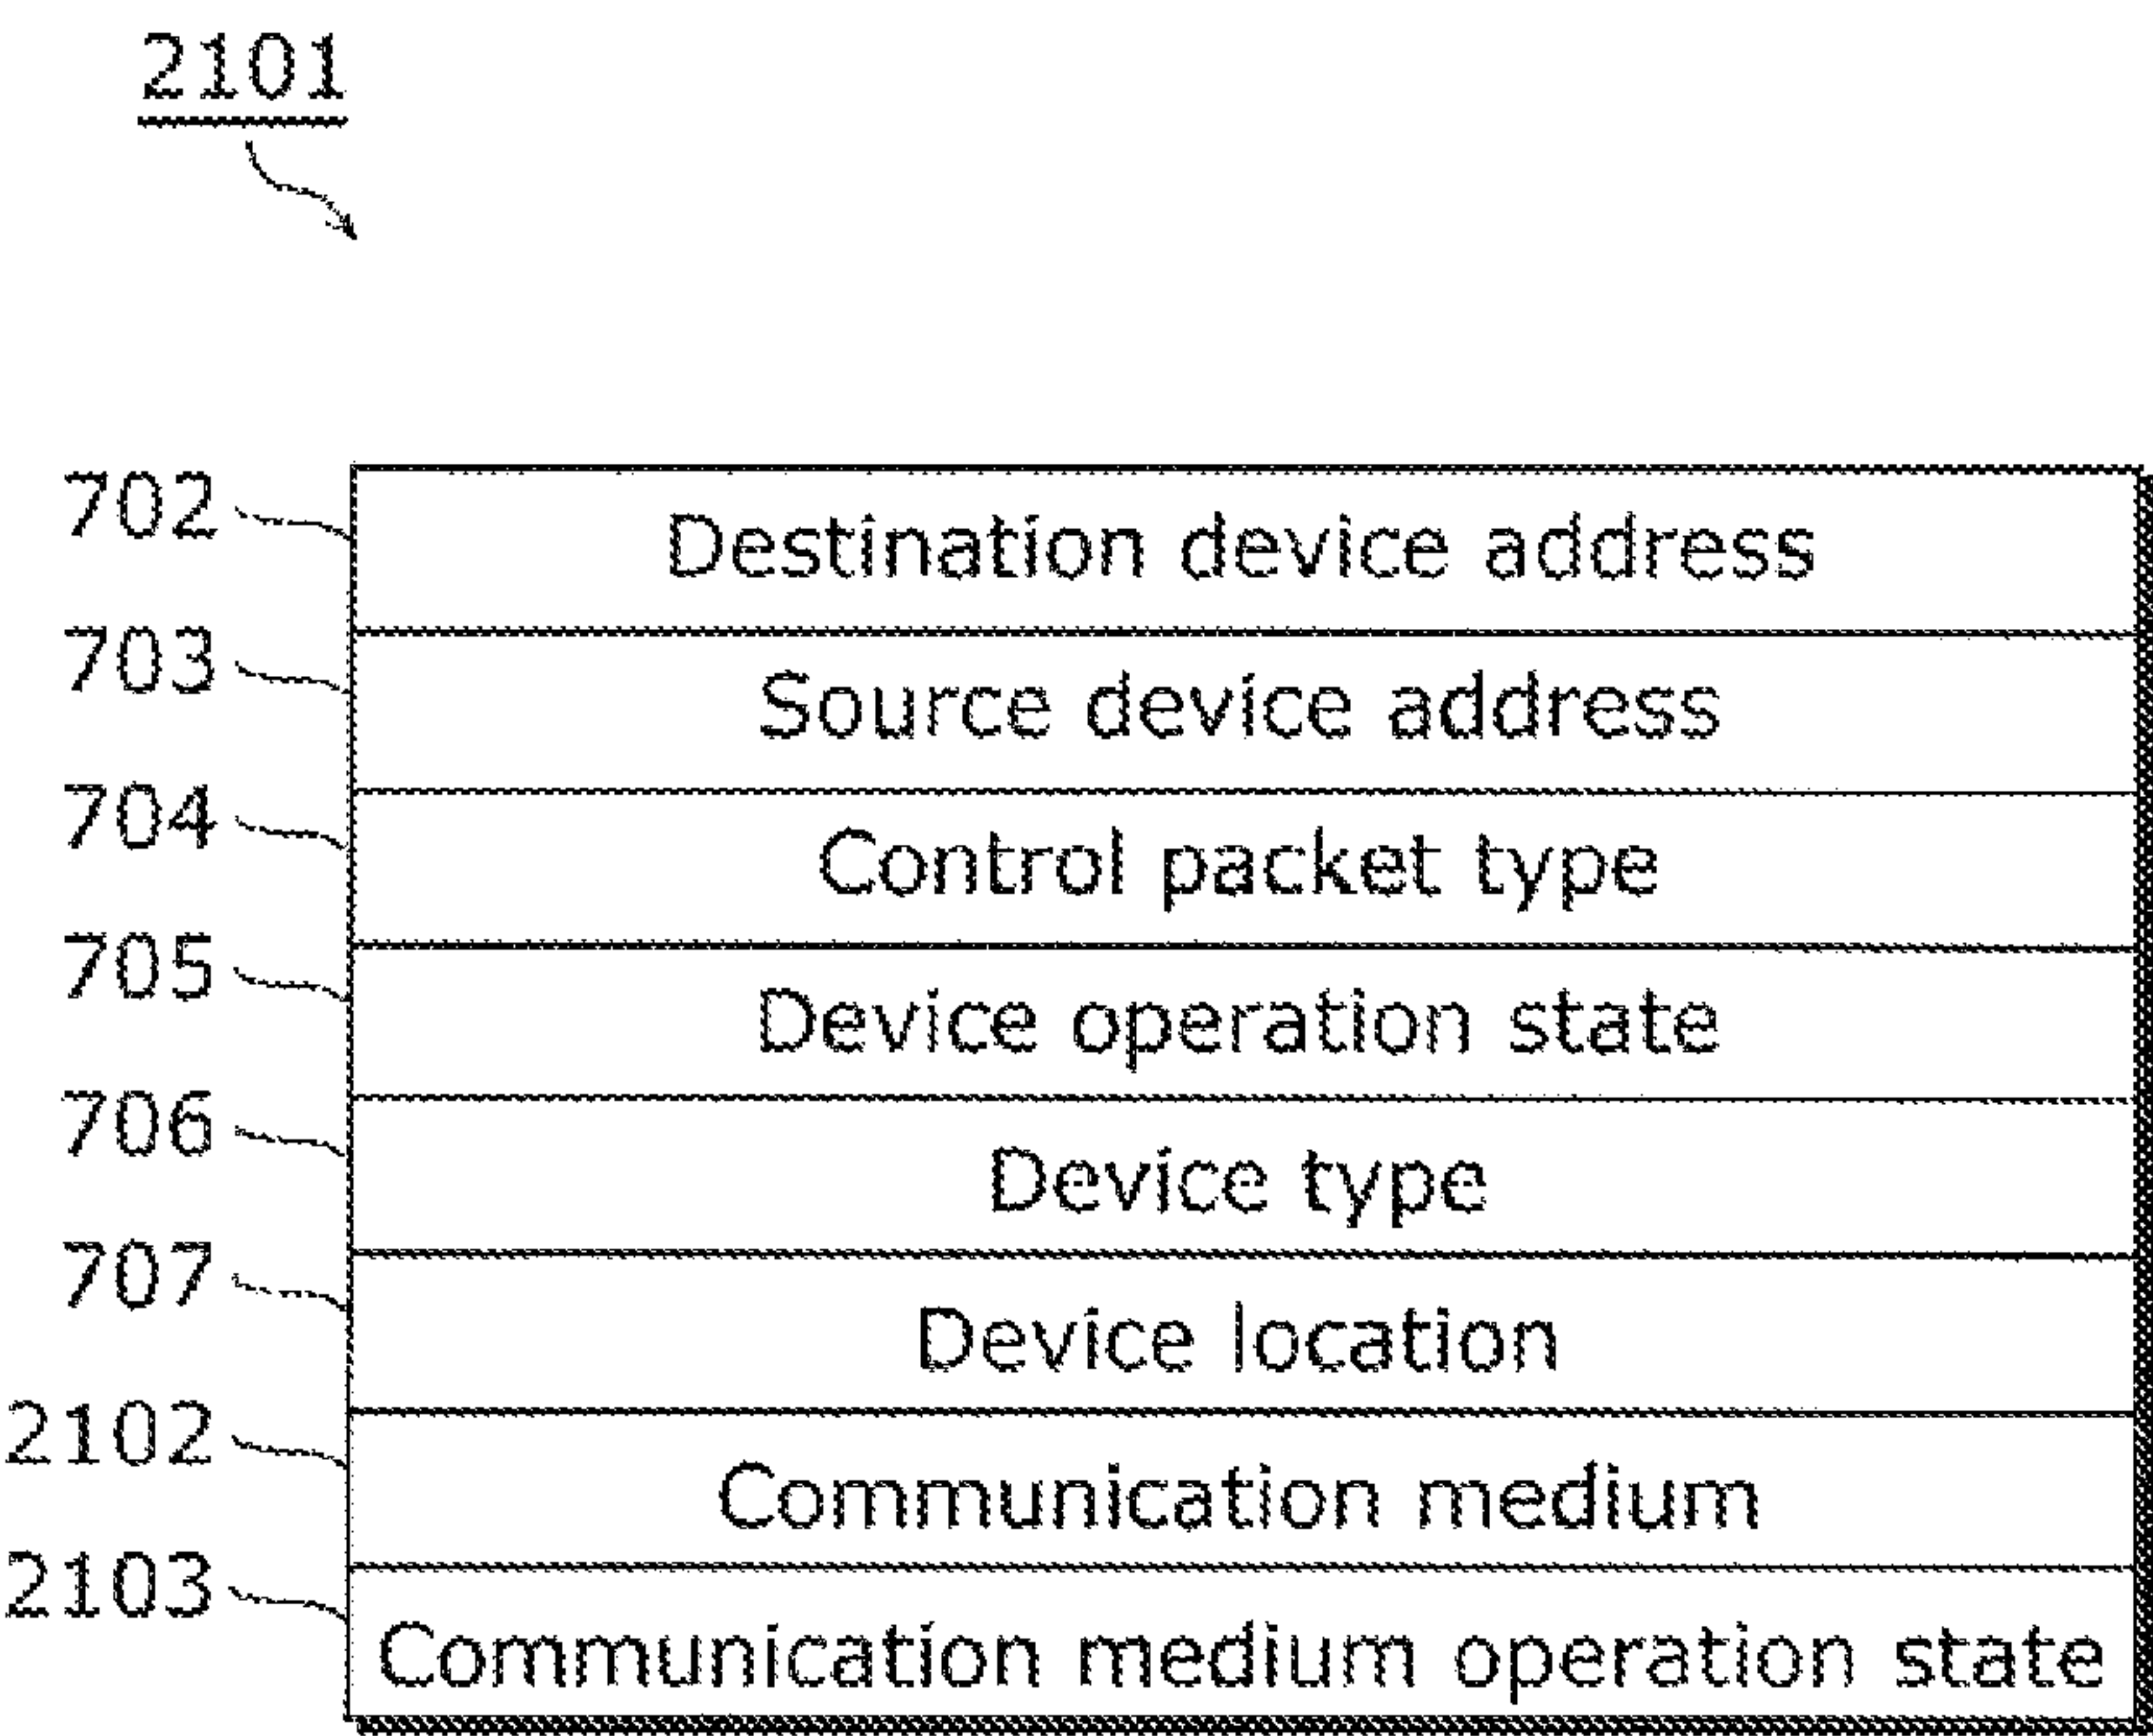 2101
702 Destination device address
703 Source device address
704 Control packet type
705 Device operation state
706 Device type
707 Device location
2102 Communication medium
2103 Communication medium operation state